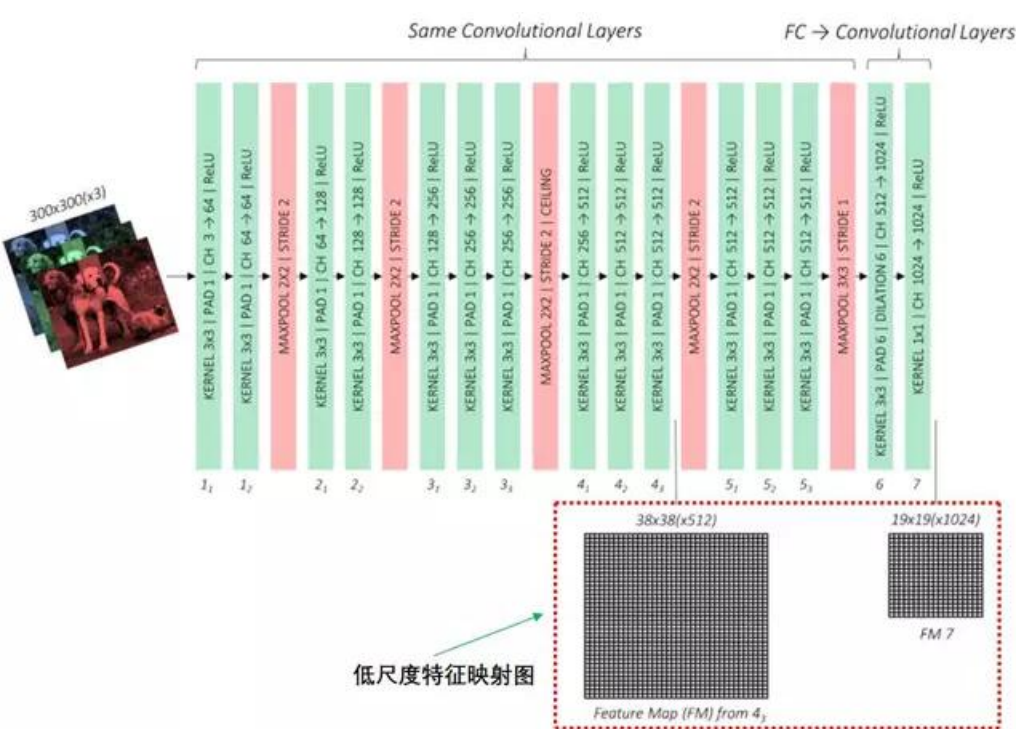 Same Convolutional Layers
FC → Convolutional Layers
300x300(x3)
KERNEL 3x3 | PAD 1 | CH 3 → 64 | ReLU
KERNEL 3x3 | PAD 1 | CH 64 → 64 | ReLU
MAXPOOL 2X2 | STRIDE 2
KERNEL 3x3 | PAD 1 | CH 64 → 128 | ReLU
KERNEL 3x3 | PAD 1 | CH 128 → 128 | ReLU
MAXPOOL 2X2 | STRIDE 2
KERNEL 3x3 | PAD 1 | CH 128 → 256 | ReLU
KERNEL 3x3 | PAD 1 | CH 256 → 256 | ReLU
KERNEL 3x3 | PAD 1 | CH 256 → 256 | ReLU
MAXPOOL 2X2 | STRIDE 2 | CEILING
KERNEL 3x3 | PAD 1 | CH 256 → 512 | ReLU
KERNEL 3x3 | PAD 1 | CH 512 → 512 | ReLU
KERNEL 3x3 | PAD 1 | CH 512 → 512 | ReLU
MAXPOOL 2X2 | STRIDE 2
KERNEL 3x3 | PAD 1 | CH 512 → 512 | ReLU
KERNEL 3x3 | PAD 1 | CH 512 → 512 | ReLU
KERNEL 3x3 | PAD 1 | CH 512 → 512 | ReLU
MAXPOOL 3X3 | STRIDE 1
KERNEL 3x3 | PAD 6 | DILATION 6 | CH 512 → 1024 | ReLU
KERNEL 1x1 | CH 1024 → 1024 | ReLU
1₁ 1₂ 2₁ 2₂ 3₁ 3₂ 3₃ 4₁ 4₂ 4₃ 5₁ 5₂ 5₃ 6 7
38x38(x512)
19x19(x1024)
FM 7
低尺度特征映射图
Feature Map (FM) from 4₃